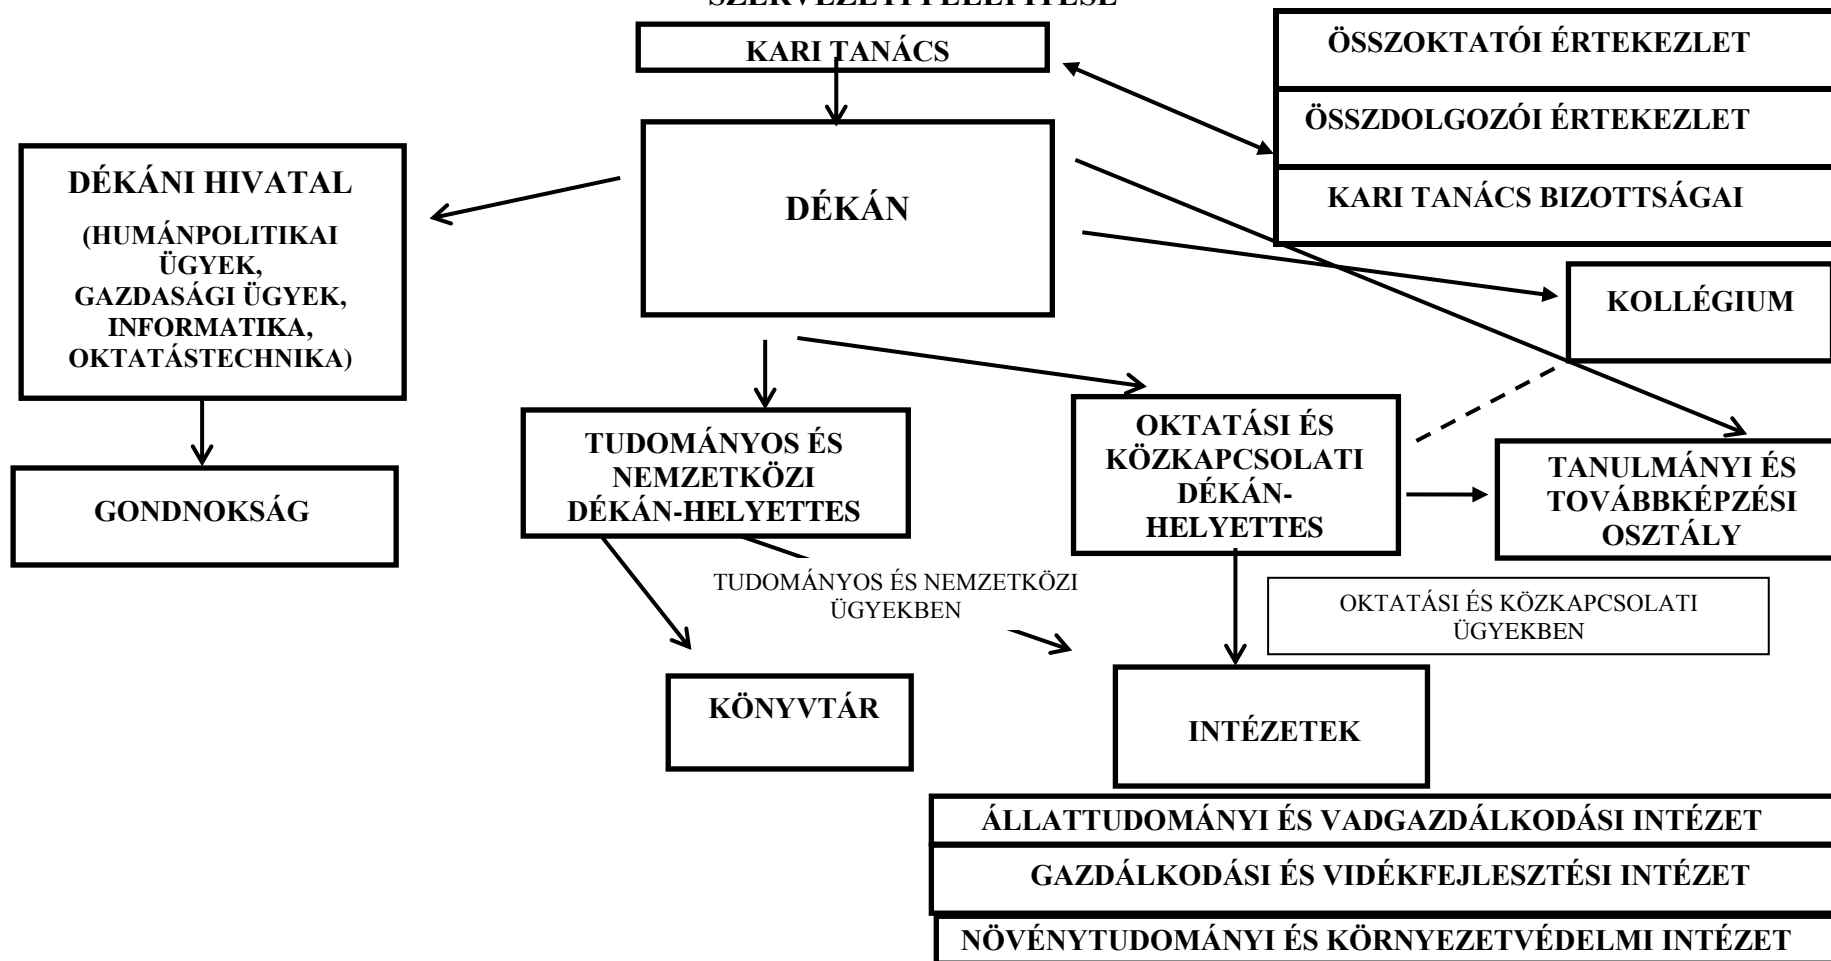 SZERVEZETI FELÉPÍTÉSE
KARI TANÁCS
ÖSSZOKTATÓI ÉRTEKEZLET
ÖSSZDOLGOZÓI ÉRTEKEZLET
KARI TANÁCS BIZOTTSÁGAI
DÉKÁNI HIVATAL
(HUMÁNPOLITIKAI
ÜGYEK,
GAZDASÁGI ÜGYEK,
INFORMATIKA,
OKTATÁSTECHNIKA)
DÉKÁN
KOLLÉGIUM
GONDNOKSÁG
TUDOMÁNYOS ÉS
NEMZETKÖZI
DÉKÁN-HELYETTES
OKTATÁSI ÉS
KÖZKAPCSOLATI
DÉKÁN-
HELYETTES
TANULMÁNYI ÉS
TOVÁBBKÉPZÉSI
OSZTÁLY
TUDOMÁNYOS ÉS NEMZETKÖZI
ÜGYEKBEN
OKTATÁSI ÉS KÖZKAPCSOLATI
ÜGYEKBEN
KÖNYVTÁR
INTÉZETEK
ÁLLATTUDOMÁNYI ÉS VADGAZDÁLKODÁSI INTÉZET
GAZDÁLKODÁSI ÉS VIDÉKFEJLESZTÉSI INTÉZET
NÖVÉNYTUDOMÁNYI ÉS KÖRNYEZETVÉDELMI INTÉZET